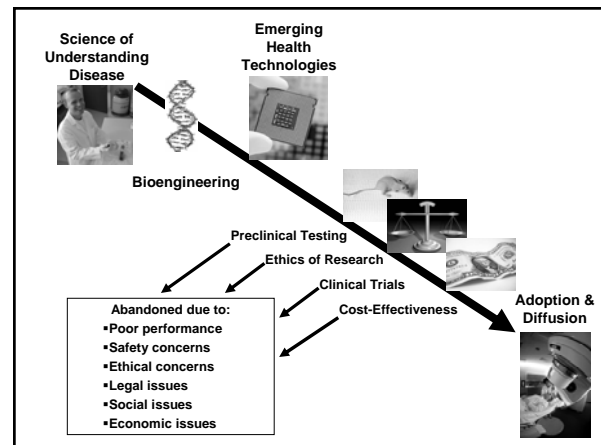 Science of
Understanding
Disease
Emerging
Health
Technologies
Bioengineering
Preclinical Testing
Ethics of Research
Clinical Trials
Cost-Effectiveness
Adoption &
Diffusion
Abandoned due to:
▪Poor performance
▪Safety concerns
▪Ethical concerns
▪Legal issues
▪Social issues
▪Economic issues